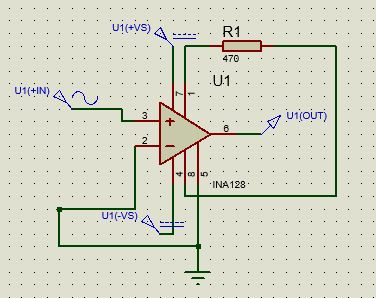 U1(+VS)
R1
470
U1
7
1
U1(+IN)
3
2
6
U1(OUT)
4
8
5
INA128
U1(-VS)